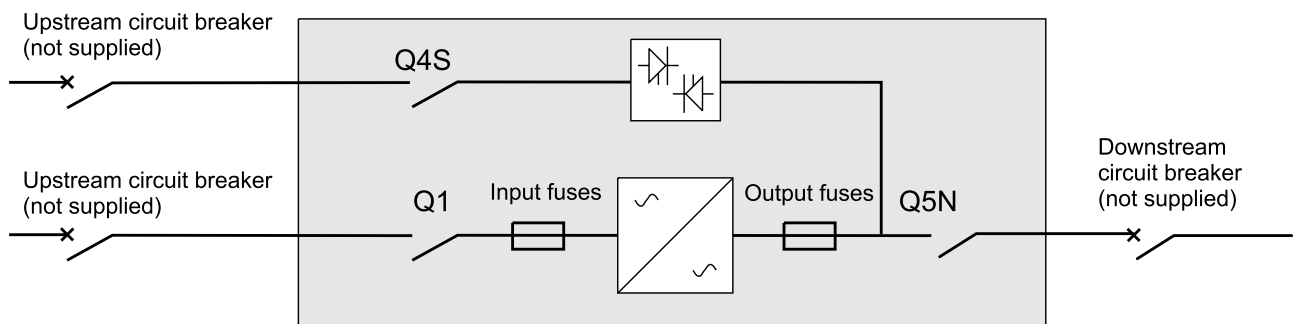 Upstream circuit breaker
(not supplied)
Q4S
Upstream circuit breaker
(not supplied)
Q1
Input fuses
Output fuses
Q5N
Downstream
circuit breaker
(not supplied)